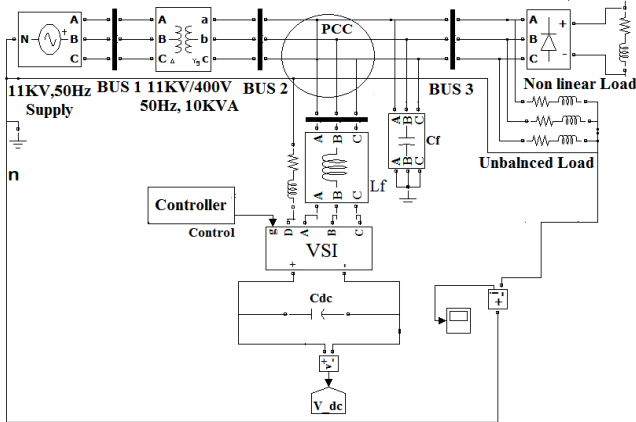 A
B
C
N
+
11KV,50Hz
Supply
BUS 1
A
B
C
a
b
c
Δ
Yg
11KV/400V
50Hz, 10KVA
BUS 2
PCC
BUS 3
A
B
C
+
-
Non linear Load
Unbalnced Load
n
A
B
C
A
B
C
Lf
A
B
C
A
B
C
Cf
Controller
Control
g
D
A
B
C
VSI
+
-
Cdc
+
v
-
V_dc
i
-
+